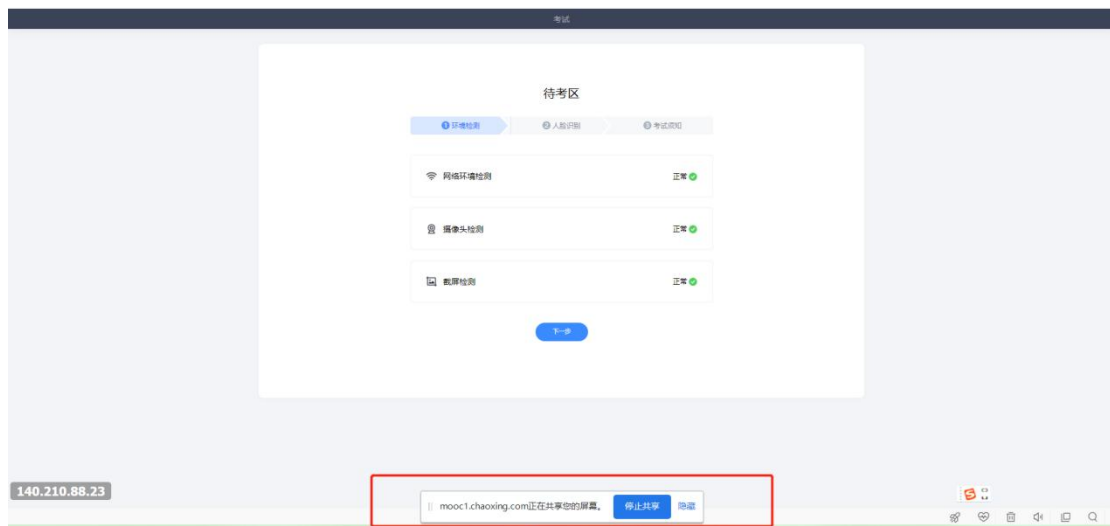 考试
待考区
1 环境检测 2 人脸识别 3 考试须知
网络环境检测 正常
摄像头检测 正常
截屏检测 正常
下一步
140.210.88.23
mooc1.chaoxing.com正在共享您的屏幕。 停止共享 隐藏